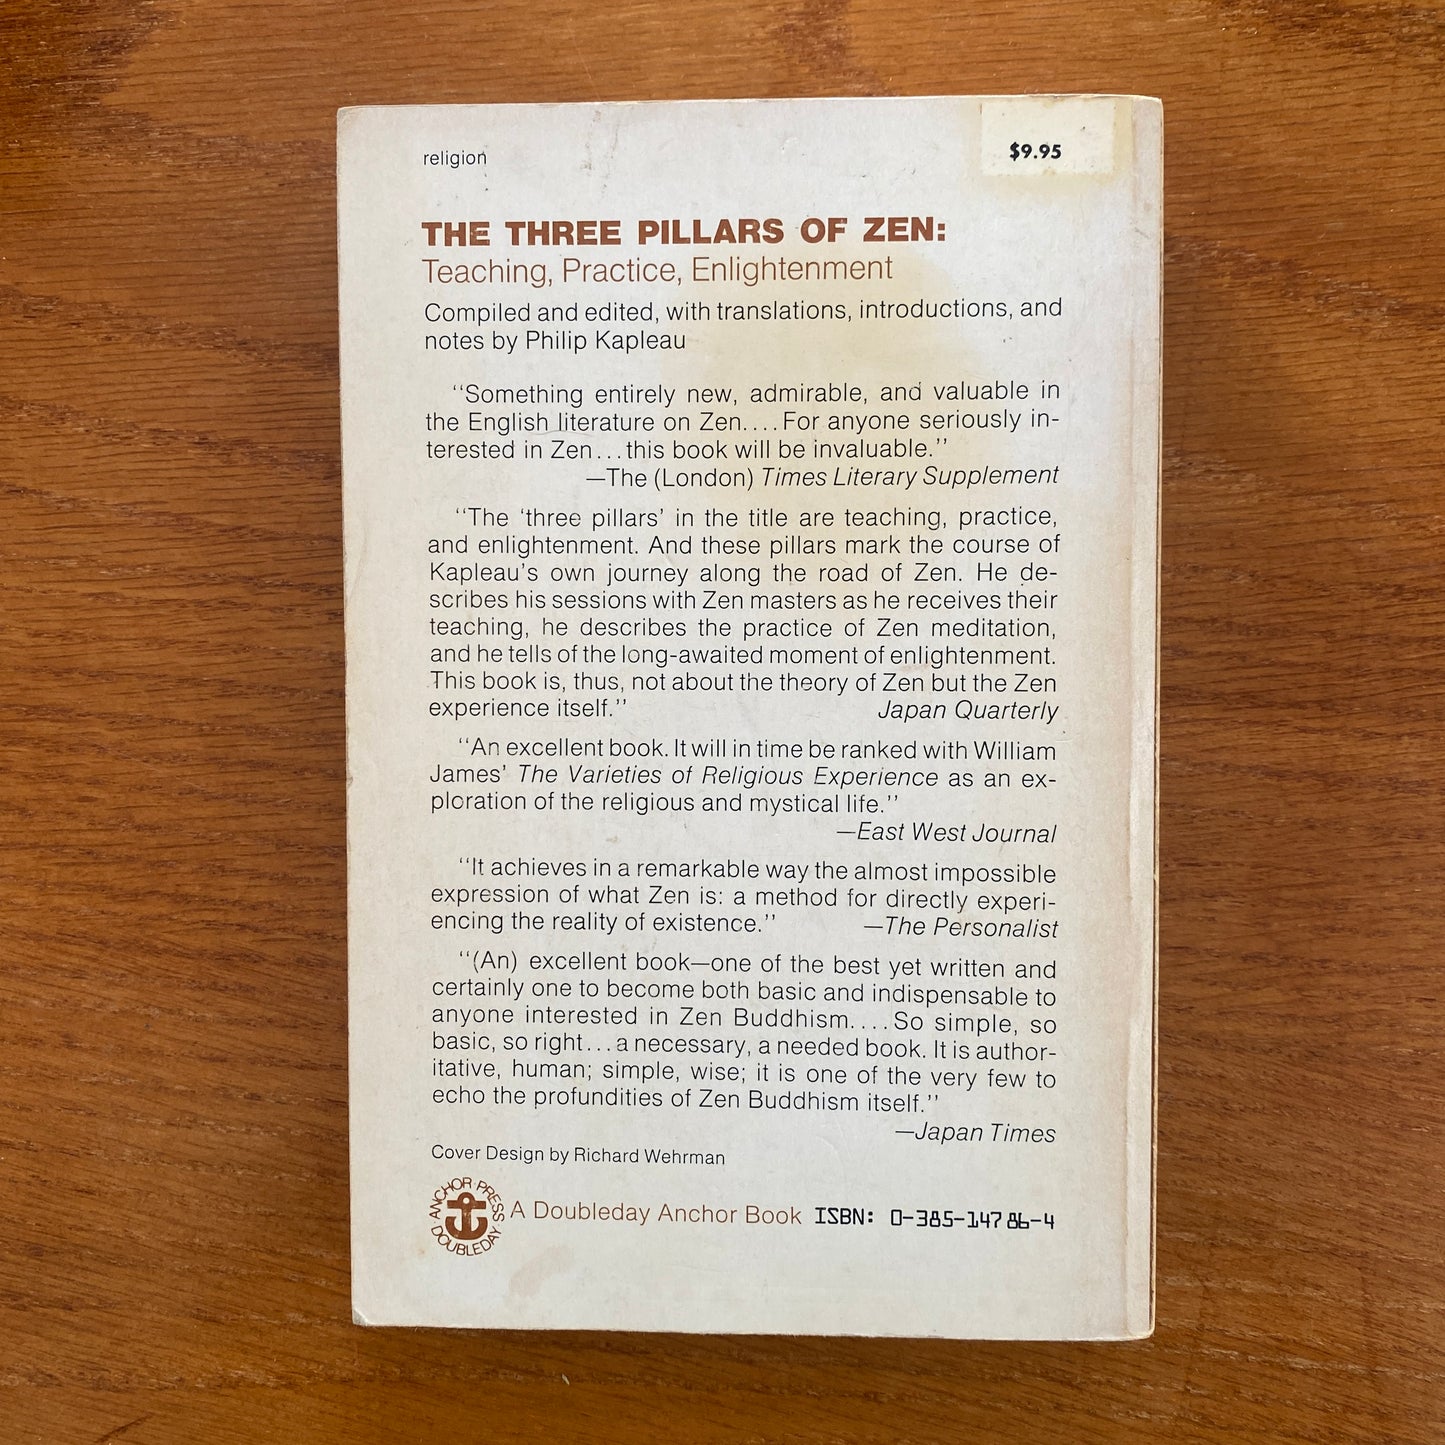 religion
$9.95
THE THREE PILLARS OF ZEN:
Teaching, Practice, Enlightenment
Compiled and edited, with translations, introductions, and
notes by Philip Kapleau
"Something entirely new, admirable, and valuable in
the English literature on Zen....For anyone seriously in-
terested in Zen...this book will be invaluable."
—The (London) Times Literary Supplement
"The 'three pillars' in the title are teaching, practice,
and enlightenment. And these pillars mark the course of
Kapleau's own journey along the road of Zen. He de-
scribes his sessions with Zen masters as he receives their
teaching, he describes the practice of Zen meditation,
and he tells of the long-awaited moment of enlightenment.
This book is, thus, not about the theory of Zen but the Zen
experience itself." Japan Quarterly
"An excellent book. It will in time be ranked with William
James' The Varieties of Religious Experience as an ex-
ploration of the religious and mystical life."
—East West Journal
"It achieves in a remarkable way the almost impossible
expression of what Zen is: a method for directly experi-
encing the reality of existence." —The Personalist
"(An) excellent book—one of the best yet written and
certainly one to become both basic and indispensable to
anyone interested in Zen Buddhism....So simple, so
basic, so right...a necessary, a needed book. It is author-
itative, human; simple, wise; it is one of the very few to
echo the profundities of Zen Buddhism itself."
—Japan Times
Cover Design by Richard Wehrman
ANCHOR PRESS
DOUBLEDAY
A Doubleday Anchor Book ISBN: 0-385-14786-4